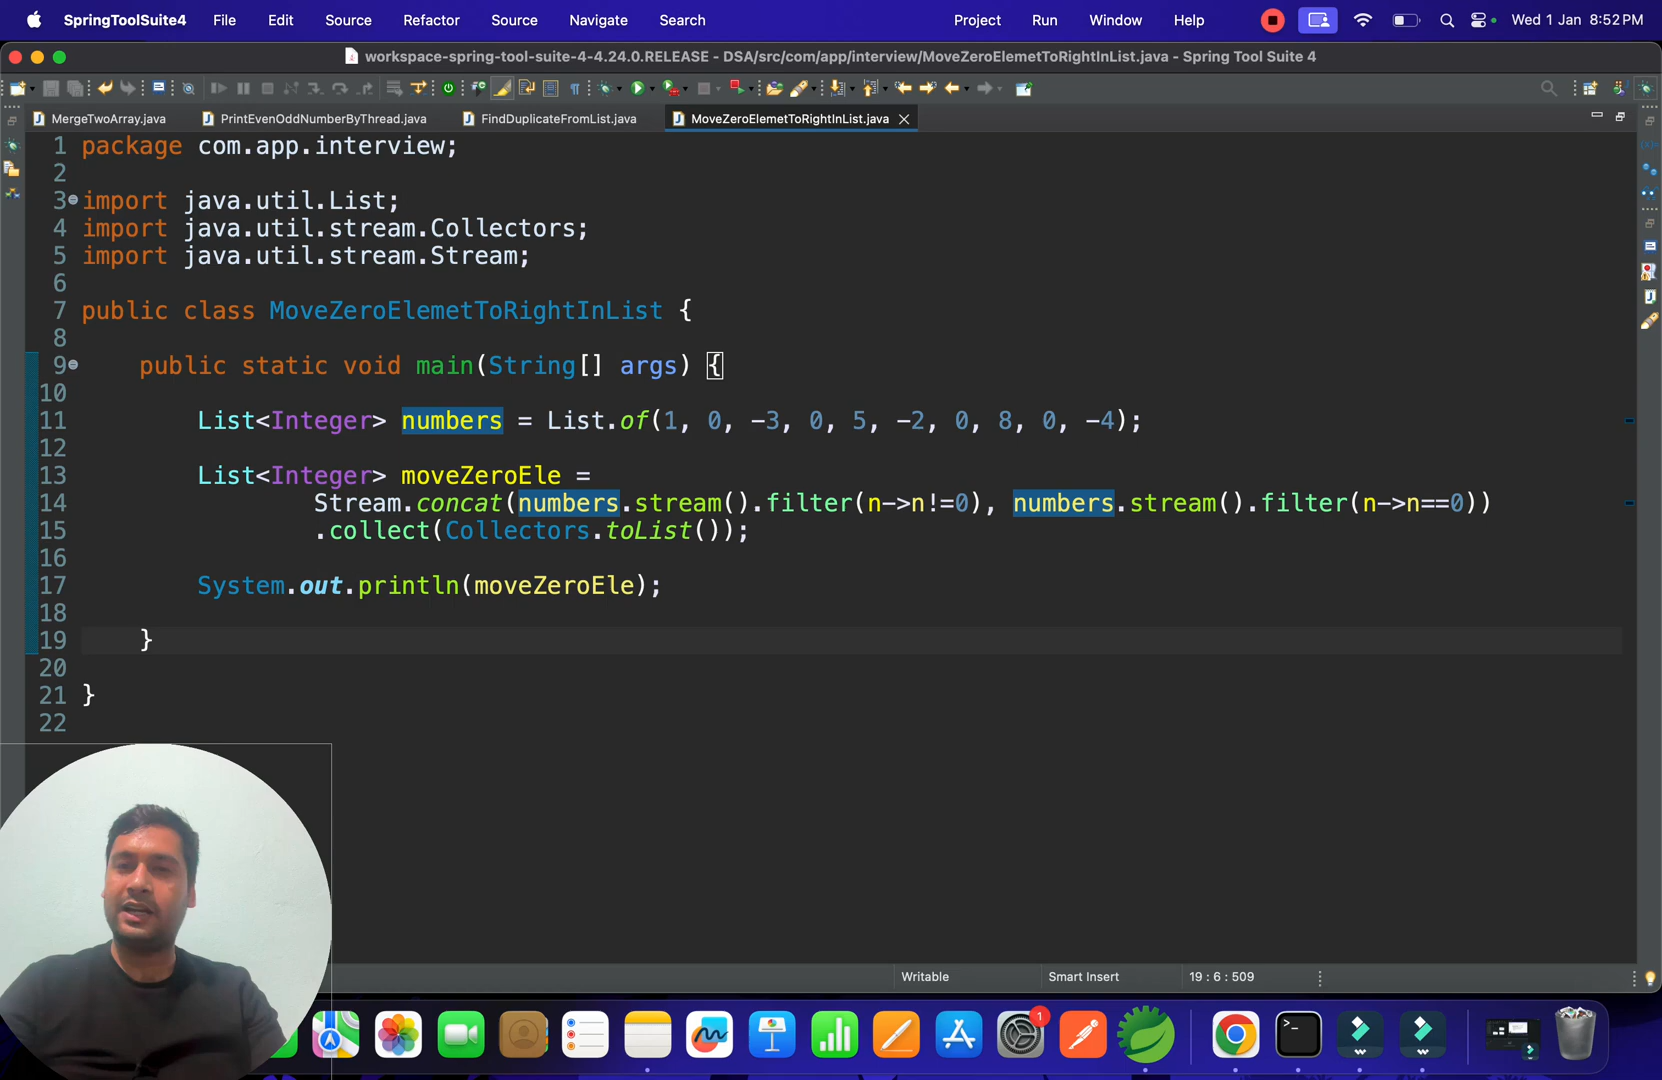 SpringToolSuite4 File Edit Source Refactor Source Navigate Search Project Run Window Help Wed 1 Jan 8:52 PM
workspace-spring-tool-suite-4-4.24.0.RELEASE - DSA/src/com/app/interview/MoveZeroElemetToRightInList.java - Spring Tool Suite 4
MergeTwoArray.java PrintEvenOddNumberByThread.java FindDuplicateFromList.java MoveZeroElemetToRightInList.java
1 package com.app.interview;
2
3 import java.util.List;
4 import java.util.stream.Collectors;
5 import java.util.stream.Stream;
6
7 public class MoveZeroElemetToRightInList {
8
9 public static void main(String[] args) {
10
11 List<Integer> numbers = List.of(1, 0, -3, 0, 5, -2, 0, 8, 0, -4);
12
13 List<Integer> moveZeroEle =
14 Stream.concat(numbers.stream().filter(n->n!=0), numbers.stream().filter(n->n==0))
15 .collect(Collectors.toList());
16
17 System.out.println(moveZeroEle);
18
19 }
20
21 }
22
Writable Smart Insert 19 : 6 : 509
1